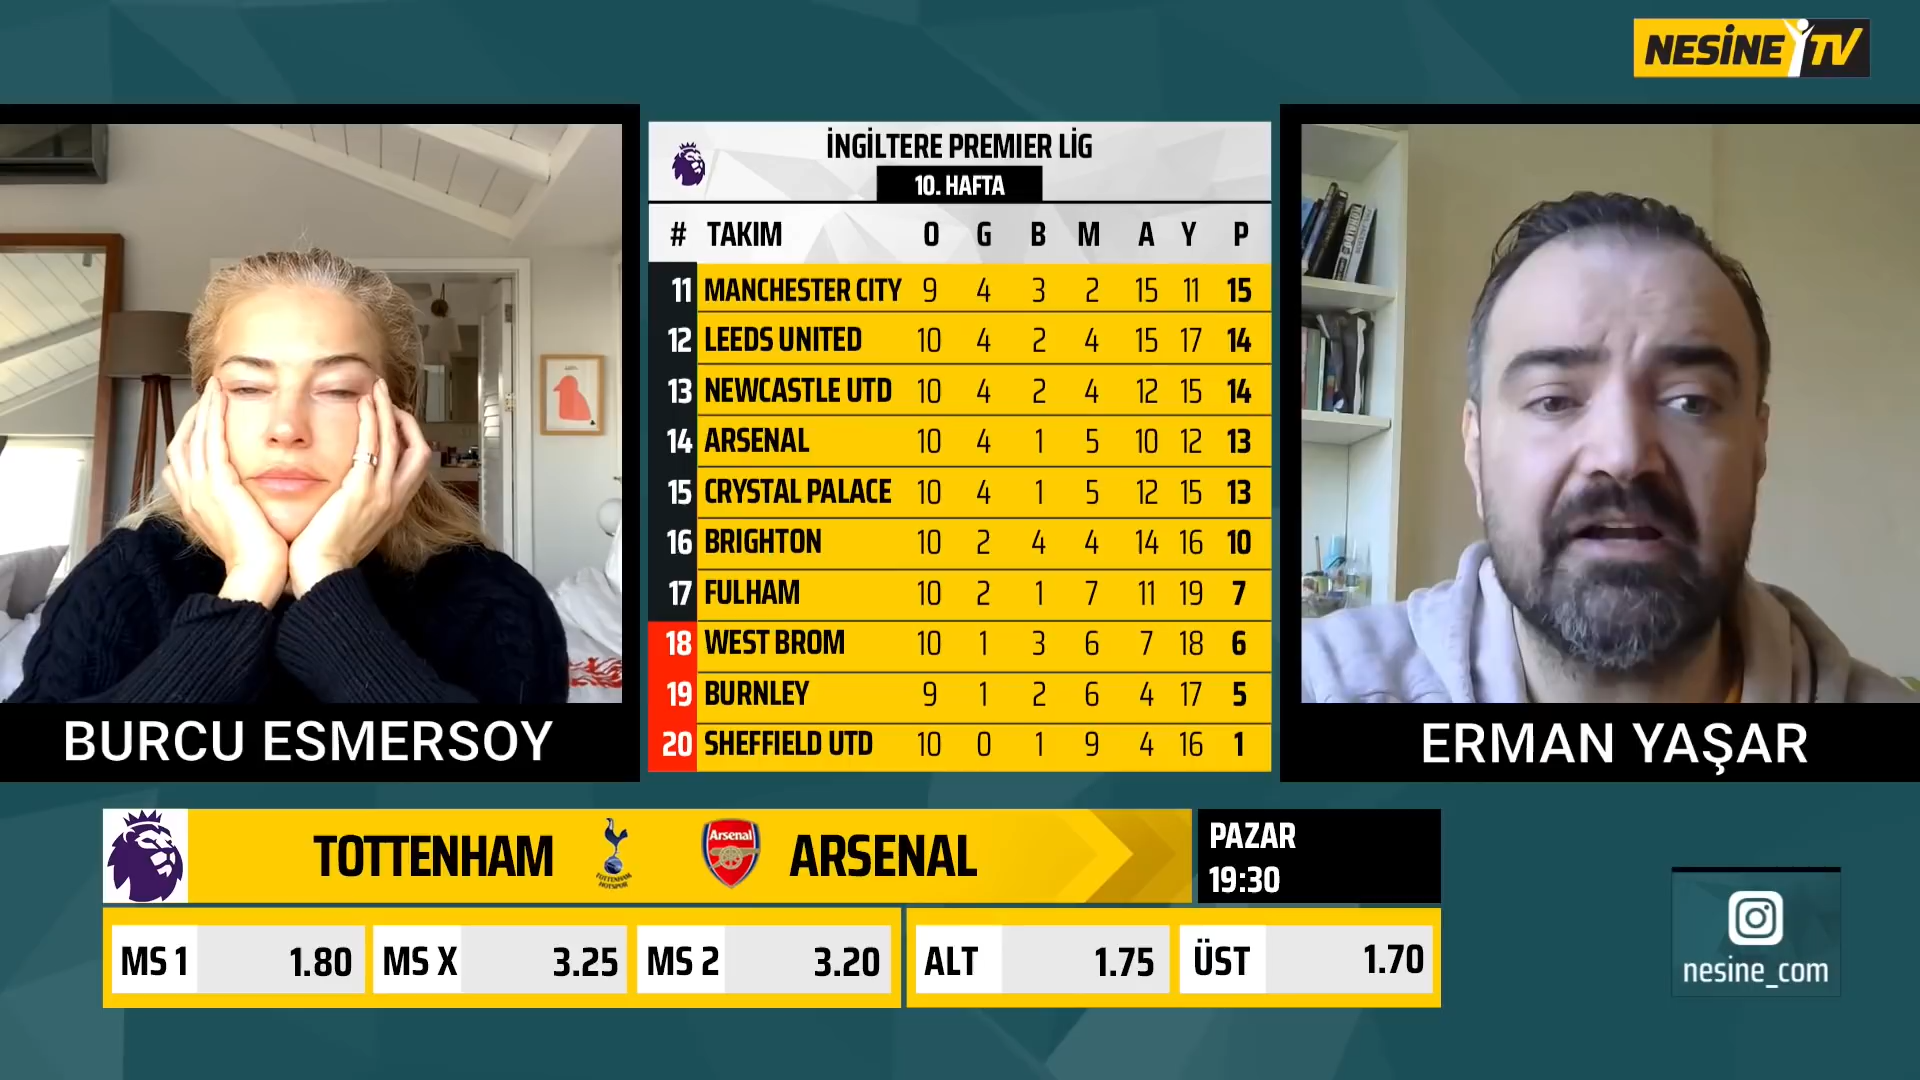 NESİNE TV
İNGİLTERE PREMIER LİG
10. HAFTA
# TAKIM O G B M A Y P
11 MANCHESTER CITY 9 4 3 2 15 11 15
12 LEEDS UNITED 10 4 2 4 15 17 14
13 NEWCASTLE UTD 10 4 2 4 12 15 14
14 ARSENAL 10 4 1 5 10 12 13
15 CRYSTAL PALACE 10 4 1 5 12 15 13
16 BRIGHTON 10 2 4 4 14 16 10
17 FULHAM 10 2 1 7 11 19 7
18 WEST BROM 10 1 3 6 7 18 6
19 BURNLEY 9 1 2 6 4 17 5
20 SHEFFIELD UTD 10 0 1 9 4 16 1
BURCU ESMERSOY
ERMAN YAŞAR
TOTTENHAM
TOTTENHAM
HOTSPUR
Arsenal
ARSENAL
PAZAR
19:30
MS 1 1.80 MS X 3.25 MS 2 3.20 ALT 1.75 ÜST 1.70
nesine_com